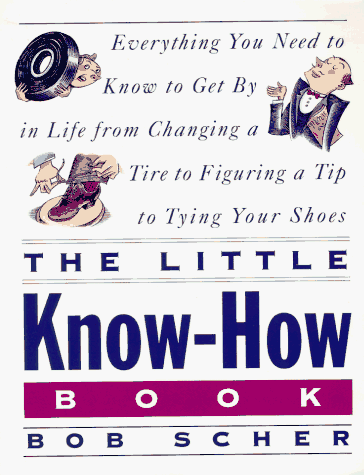 Everything You Need to
Know to Get By
in Life from Changing a
Tire to Figuring a Tip
to Tying Your Shoes
THE LITTLE
Know-How
BOOK
BOB SCHER